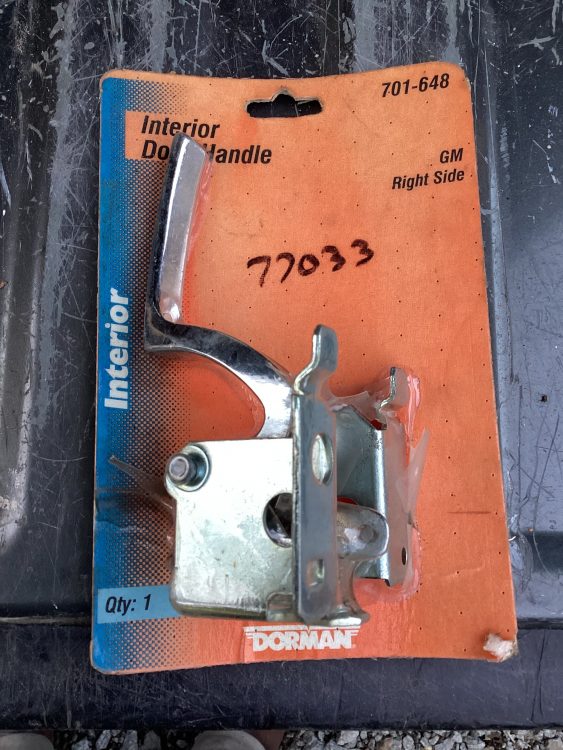 701-648
Interior
Door Handle
GM
Right Side
77033
Interior
Qty: 1
DORMAN